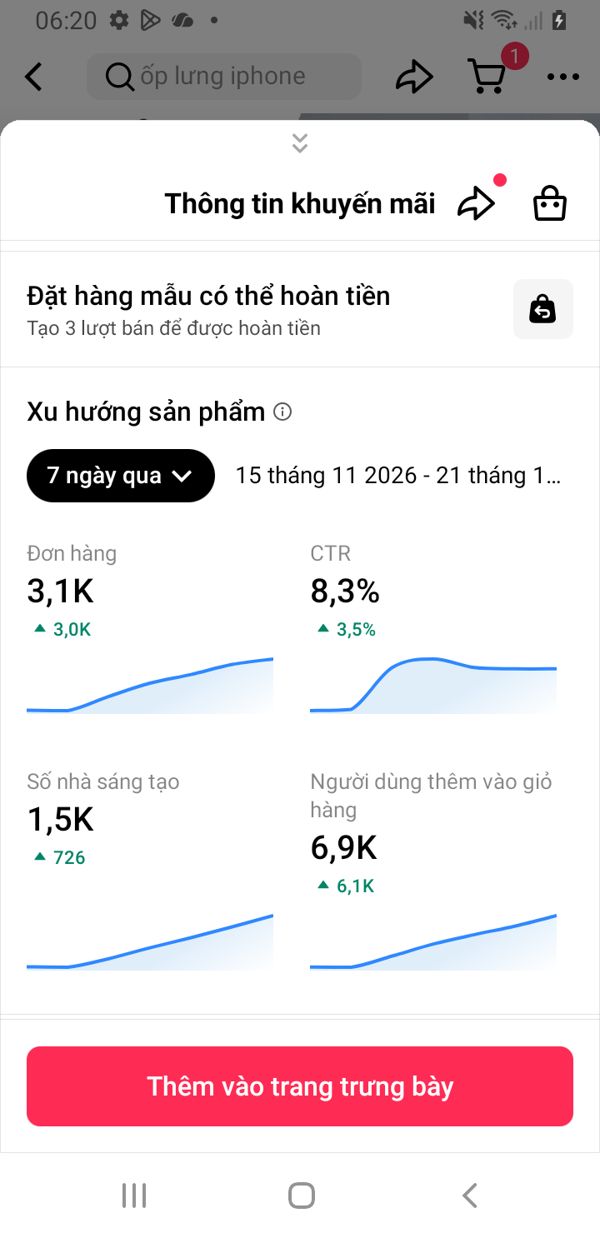 06:20
ốp lưng iphone
1
Thông tin khuyến mãi
Đặt hàng mẫu có thể hoàn tiền
Tạo 3 lượt bán để được hoàn tiền
Xu hướng sản phẩm
7 ngày qua
15 tháng 11 2026 - 21 tháng 1...
Đơn hàng
3,1K
3,0K
CTR
8,3%
3,5%
Số nhà sáng tạo
1,5K
726
Người dùng thêm vào giỏ
hàng
6,9K
6,1K
Thêm vào trang trưng bày